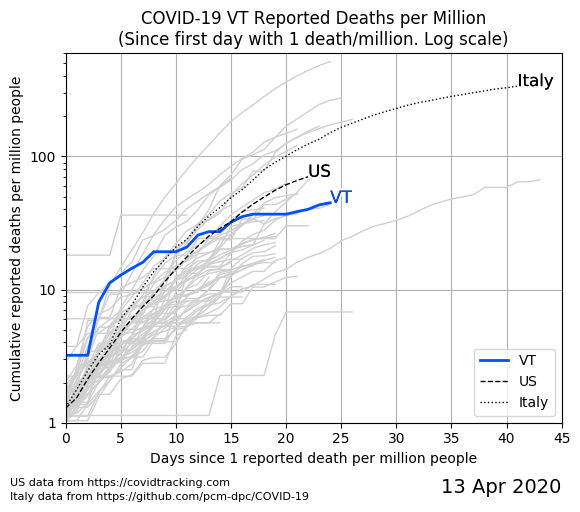 COVID-19 VT Reported Deaths per Million
(Since first day with 1 death/million. Log scale)
Cumulative reported deaths per million people
100
10
1
Italy
US
VT
VT
US
Italy
0 5 10 15 20 25 30 35 40 45
Days since 1 reported death per million people
US data from https://covidtracking.com
Italy data from https://github.com/pcm-dpc/COVID-19
13 Apr 2020